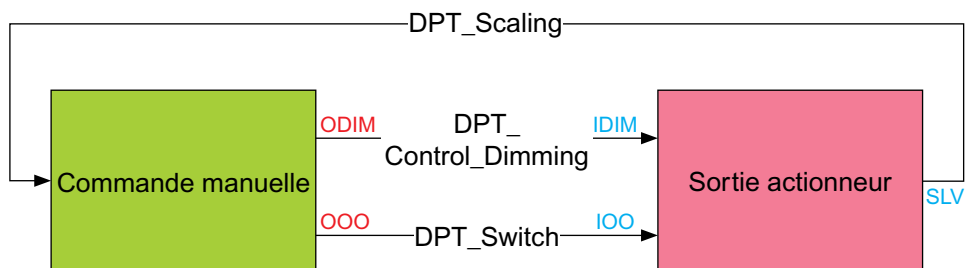 DPT_Scaling
ODIM
DPT_
Control_Dimming
IDIM
Commande manuelle
Sortie actionneur
SLV
OOO
DPT_Switch
IOO